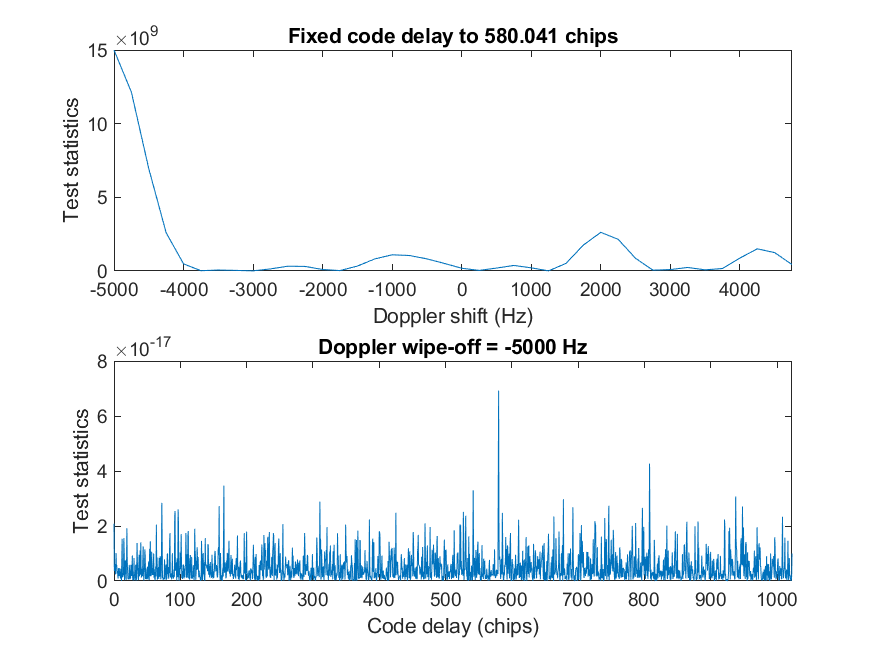 ×10^9
Fixed code delay to 580.041 chips
15
10
5
0
Test statistics
-5000 -4000 -3000 -2000 -1000 0 1000 2000 3000 4000
Doppler shift (Hz)
×10^-17
Doppler wipe-off = -5000 Hz
8
6
4
2
0
Test statistics
0 100 200 300 400 500 600 700 800 900 1000
Code delay (chips)